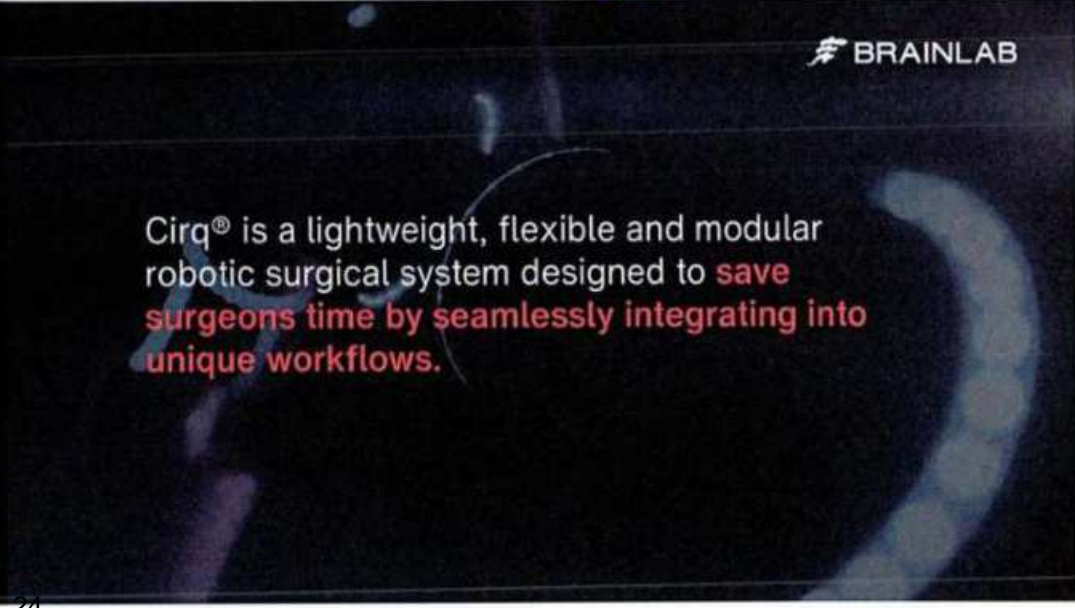 BRAINLAB
Cirq® is a lightweight, flexible and modular
robotic surgical system designed to save
surgeons time by seamlessly integrating into
unique workflows.
24